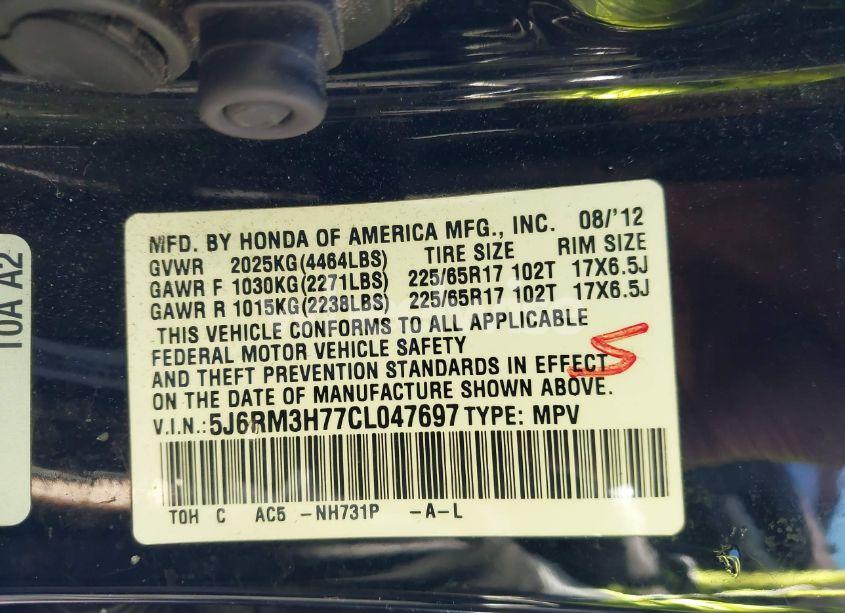 MFD. BY HONDA OF AMERICA MFG., INC. 08/'12
GVWR 2025KG(4464LBS) TIRE SIZE RIM SIZE
GAWR F 1030KG(2271LBS) 225/65R17 102T 17X6.5J
GAWR R 1015KG(2238LBS) 225/65R17 102T 17X6.5J
THIS VEHICLE CONFORMS TO ALL APPLICABLE
FEDERAL MOTOR VEHICLE SAFETY
AND THEFT PREVENTION STANDARDS IN EFFECT
ON THE DATE OF MANUFACTURE SHOWN ABOVE.
V.I.N.:5J6RM3H77CL047697 TYPE: MPV
TOH C AC5 -NH731P -A-L
S